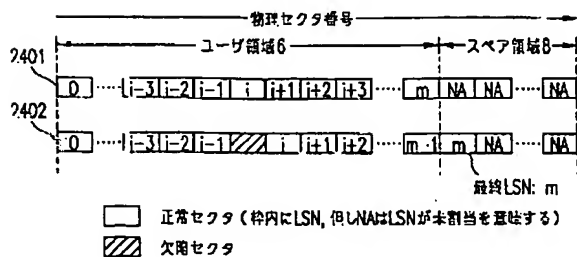 物理セクタ番号
ユーザ領域6 スペア領域8
2401
0 ‥‥ i-3 i-2 i-1 i i+1 i+2 i+3 ‥‥ m NA NA ‥‥ NA
2402
0 ‥‥ i-3 i-2 i-1 i i+1 i+2 ‥‥ m-1 m NA ‥‥ NA
最終LSN: m
正常セクタ (枠内にLSN, 但しNAはLSNが未割当を意味する)
欠陥セクタ